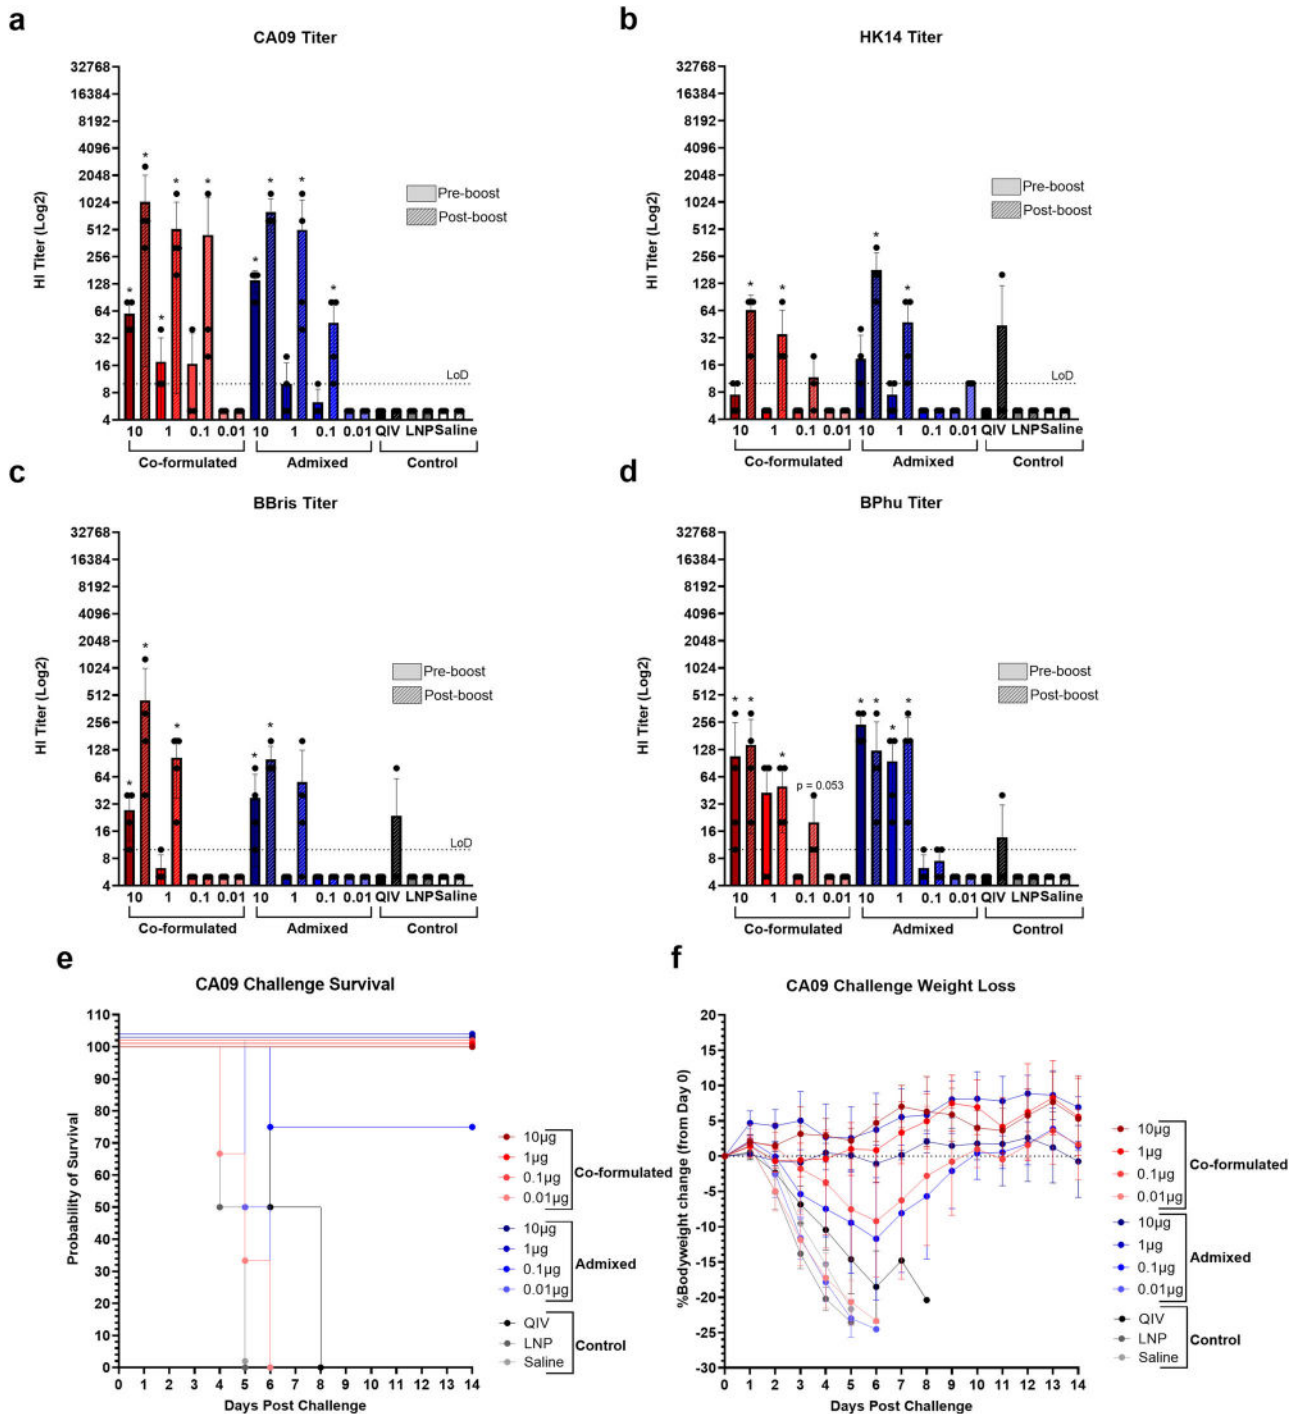 a
CA09 Titer
HI Titer (Log2)
32768
16384
8192
4096
2048
1024
512
256
128
64
32
16
8
4
*
*
*
*
*
*
*
*
*
Pre-boost
Post-boost
LoD
10 1 0.1 0.01 10 1 0.1 0.01 QIV LNP Saline
Co-formulated Admixed Control
b
HK14 Titer
HI Titer (Log2)
32768
16384
8192
4096
2048
1024
512
256
128
64
32
16
8
4
*
*
*
*
Pre-boost
Post-boost
LoD
10 1 0.1 0.01 10 1 0.1 0.01 QIV LNP Saline
Co-formulated Admixed Control
c
BBris Titer
HI Titer (Log2)
32768
16384
8192
4096
2048
1024
512
256
128
64
32
16
8
4
*
*
*
*
*
Pre-boost
Post-boost
LoD
10 1 0.1 0.01 10 1 0.1 0.01 QIV LNP Saline
Co-formulated Admixed Control
d
BPhu Titer
HI Titer (Log2)
32768
16384
8192
4096
2048
1024
512
256
128
64
32
16
8
4
*
*
*
p = 0.053
*
*
*
*
Pre-boost
Post-boost
10 1 0.1 0.01 10 1 0.1 0.01 QIV LNP Saline
Co-formulated Admixed Control
e
CA09 Challenge Survival
Probability of Survival
110
100
90
80
70
60
50
40
30
20
10
0
0 1 2 3 4 5 6 7 8 9 10 11 12 13 14
Days Post Challenge
10µg
1µg
0.1µg
0.01µg
Co-formulated
10µg
1µg
0.1µg
0.01µg
Admixed
QIV
LNP
Saline
Control
f
CA09 Challenge Weight Loss
%Bodyweight change (from Day 0)
20
15
10
5
0
-5
-10
-15
-20
-25
-30
0 1 2 3 4 5 6 7 8 9 10 11 12 13 14
Days Post Challenge
10µg
1µg
0.1µg
0.01µg
Co-formulated
10µg
1µg
0.1µg
0.01µg
Admixed
QIV
LNP
Saline
Control